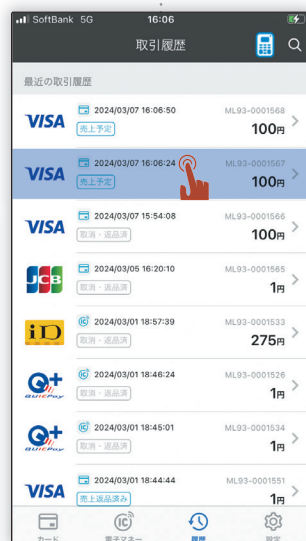 SoftBank 5G 16:06
取引履歴
最近の取引履歴
VISA 2024/03/07 16:06:50 ML93-0001568
売上予定 100円
VISA 2024/03/07 16:06:24 ML93-0001567
売上予定 100円
VISA 2024/03/07 15:54:08 ML93-0001566
取消・返品済 100円
JCB 2024/03/05 16:20:10 ML93-0001565
取消・返品済 1円
iD 2024/03/01 18:57:39 ML93-0001533
取消・返品済 275円
QUICPay+ 2024/03/01 18:46:24 ML93-0001526
取消・返品済 1円
QUICPay+ 2024/03/01 18:45:01 ML93-0001534
取消・返品済 1円
VISA 2024/03/01 18:44:44 ML93-0001551
売上返品済み 1円
カード 電子マネー 履歴 設定